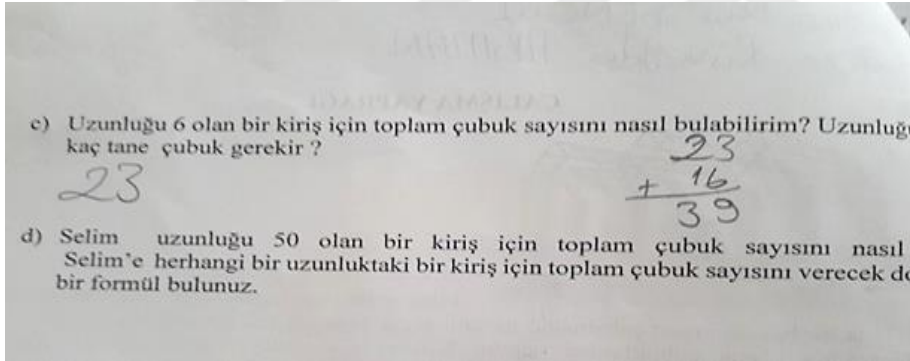 c) Uzunluğu 6 olan bir kiriş için toplam çubuk sayısını nasıl bulabilirim?
kaç tane çubuk gerekir ?
23
23
+ 16
39
d) Selim uzunluğu 50 olan bir kiriş için toplam çubuk sayısını nasıl
Selim'e herhangi bir uzunluktaki bir kiriş için toplam çubuk sayısını verecek
bir formül bulunuz.